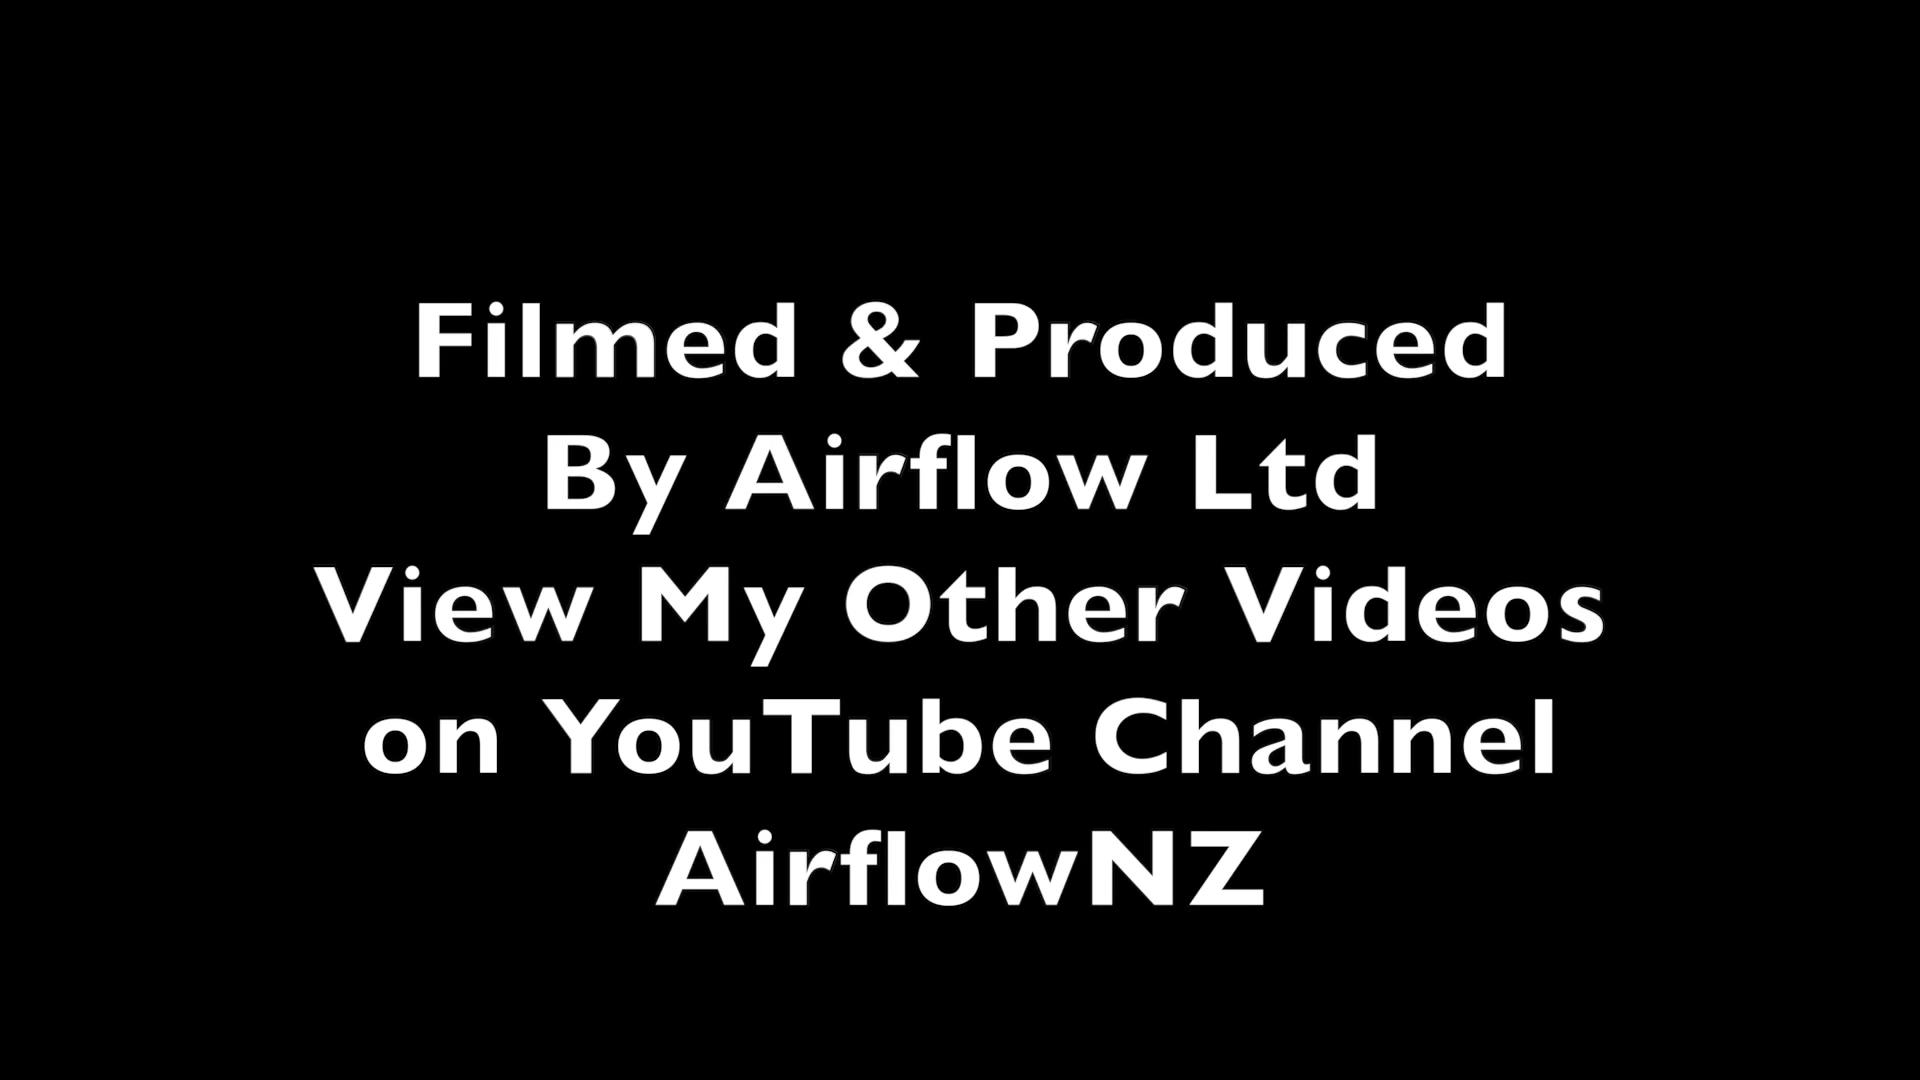 Filmed & Produced
By Airflow Ltd
View My Other Videos
on YouTube Channel
AirflowNZ